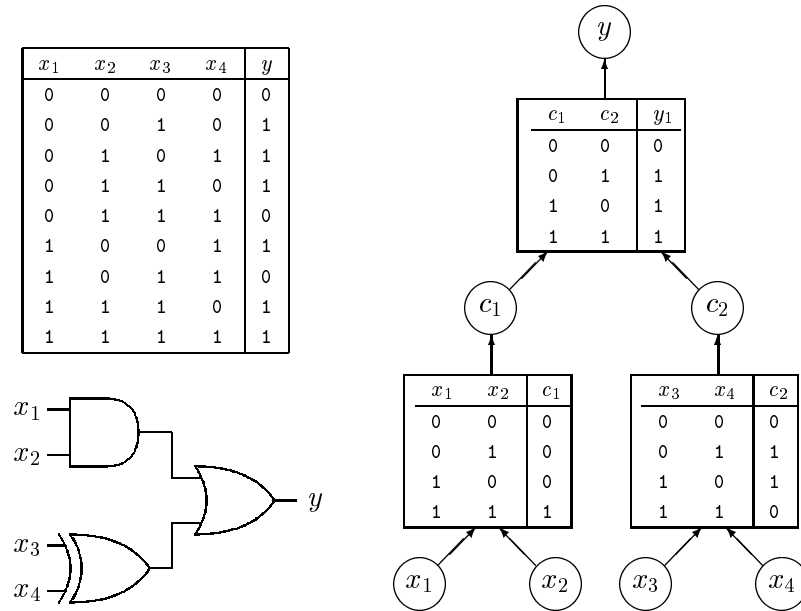 x1 x2 x3 x4 y
0 0 0 0 0
0 0 1 0 1
0 1 0 1 1
0 1 1 0 1
0 1 1 1 0
1 0 0 1 1
1 0 1 1 0
1 1 1 0 1
1 1 1 1 1
x1
x2
x3
x4
y
y
c1 c2 y1
0 0 0
0 1 1
1 0 1
1 1 1
c1
c2
x1 x2 c1
0 0 0
0 1 0
1 0 0
1 1 1
x3 x4 c2
0 0 0
0 1 1
1 0 1
1 1 0
x1
x2
x3
x4